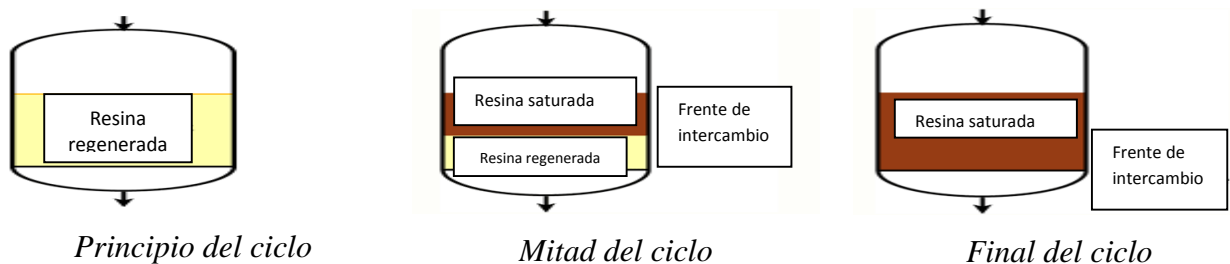 Resina
regenerada
Principio del ciclo
Resina saturada
Resina regenerada
Frente de
intercambio
Mitad del ciclo
Resina saturada
Frente de
intercambio
Final del ciclo